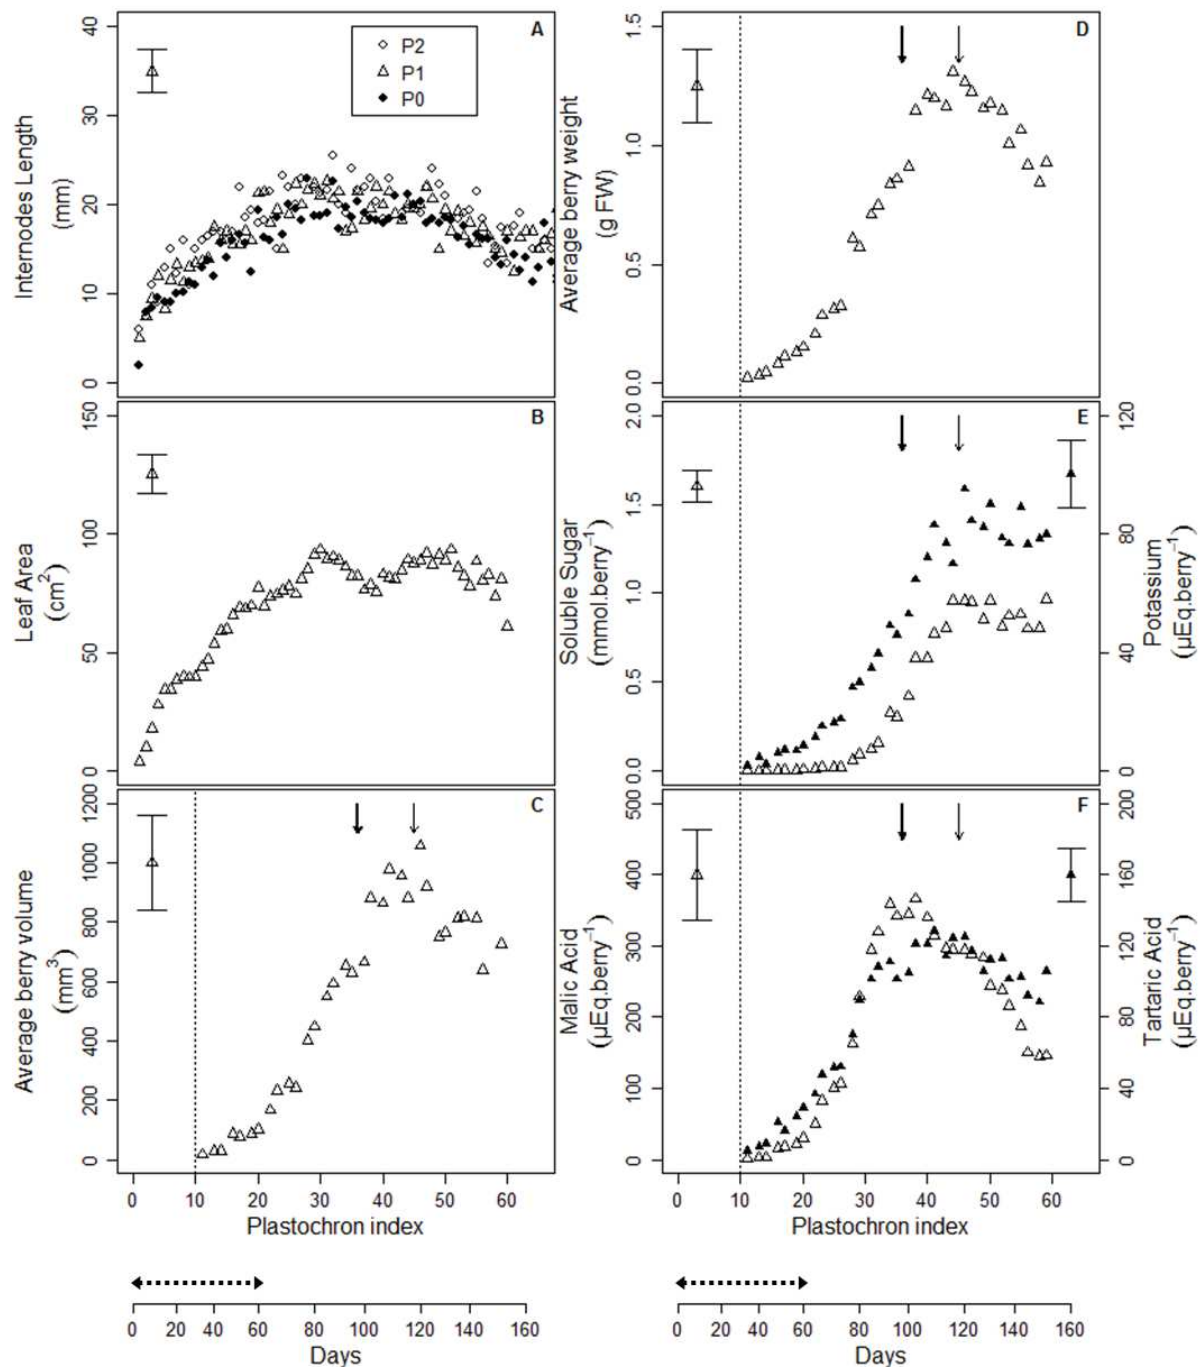 A
P2
P1
P0
Internodes Length
(mm)
0
10
20
30
40
B
Leaf Area
(cm²)
0
50
100
150
C
Average berry volume
(mm³)
0
200
400
600
800
1000
1200
0 10 20 30 40 50 60
Plastochron index
0 20 40 60 80 100 120 140 160
Days
D
Average berry weight
(g FW)
0.0
0.5
1.0
1.5
E
Soluble Sugar
(mmol.berry⁻¹)
0.0
0.5
1.0
1.5
2.0
Potassium
(µEq.berry⁻¹)
0
40
80
120
F
Malic Acid
(µEq.berry⁻¹)
0
100
200
300
400
500
Tartaric Acid
(µEq.berry⁻¹)
0
40
80
120
160
200
0 10 20 30 40 50 60
Plastochron index
0 20 40 60 80 100 120 140 160
Days